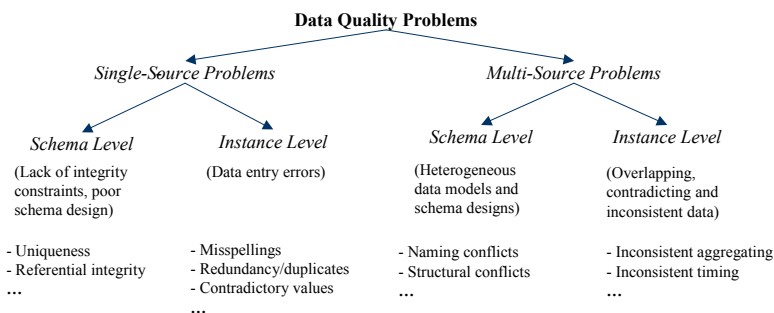 Data Quality Problems
Single-Source Problems
Multi-Source Problems
Schema Level
(Lack of integrity
constraints, poor
schema design)
- Uniqueness
- Referential integrity
...
Instance Level
(Data entry errors)
- Misspellings
- Redundancy/duplicates
- Contradictory values
...
Schema Level
(Heterogeneous
data models and
schema designs)
- Naming conflicts
- Structural conflicts
...
Instance Level
(Overlapping,
contradicting and
inconsistent data)
- Inconsistent aggregating
- Inconsistent timing
...